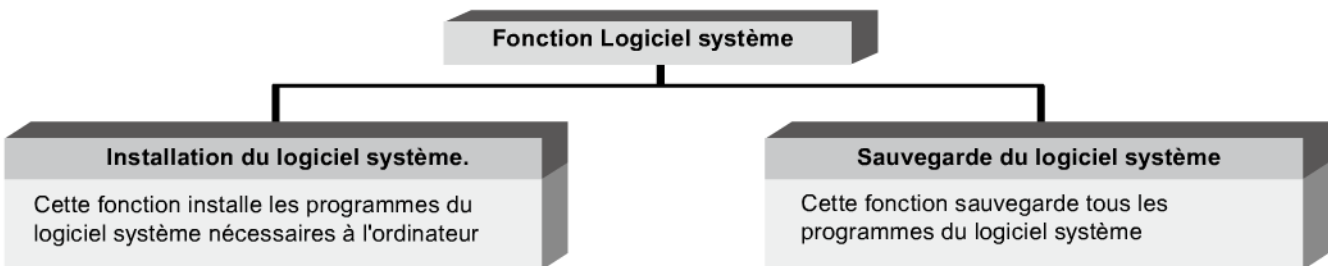 Fonction Logiciel système
Installation du logiciel système.
Cette fonction installe les programmes du
logiciel système nécessaires à l'ordinateur
Sauvegarde du logiciel système
Cette fonction sauvegarde tous les
programmes du logiciel système